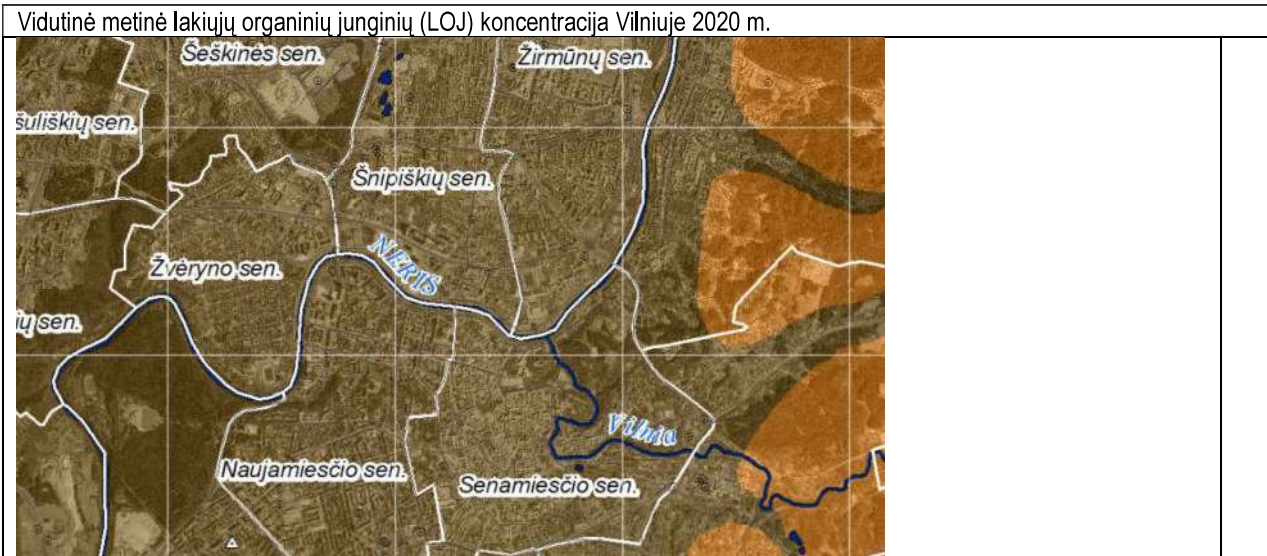 Vidutinė metinė lakiųjų organinių junginių (LOJ) koncentracija Vilniuje 2020 m.
Šeškinės sen.
Žirmūnų sen.
šuliškių sen.
Šnipiškių sen.
NERIS
Žvėryno sen.
ių sen.
Vilnia
Naujamiesčio sen.
Senamiesčio sen.